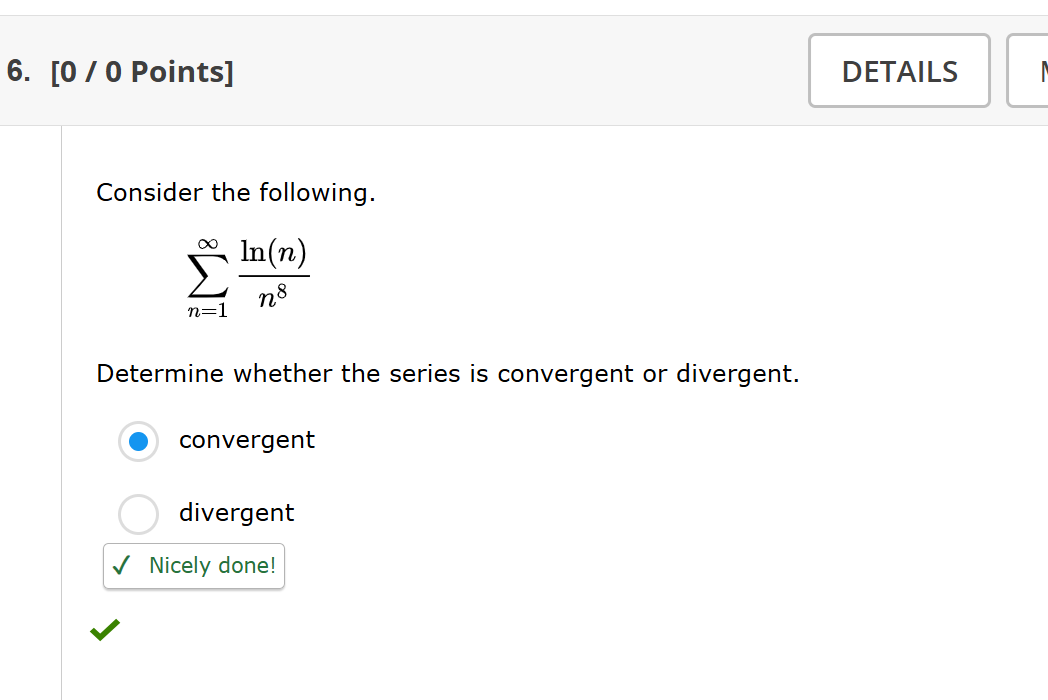 6. [0 / 0 Points]
DETAILS
Consider the following.
∞
∑ ln(n)/n⁸
n=1
Determine whether the series is convergent or divergent.
convergent
divergent
✓ Nicely done!